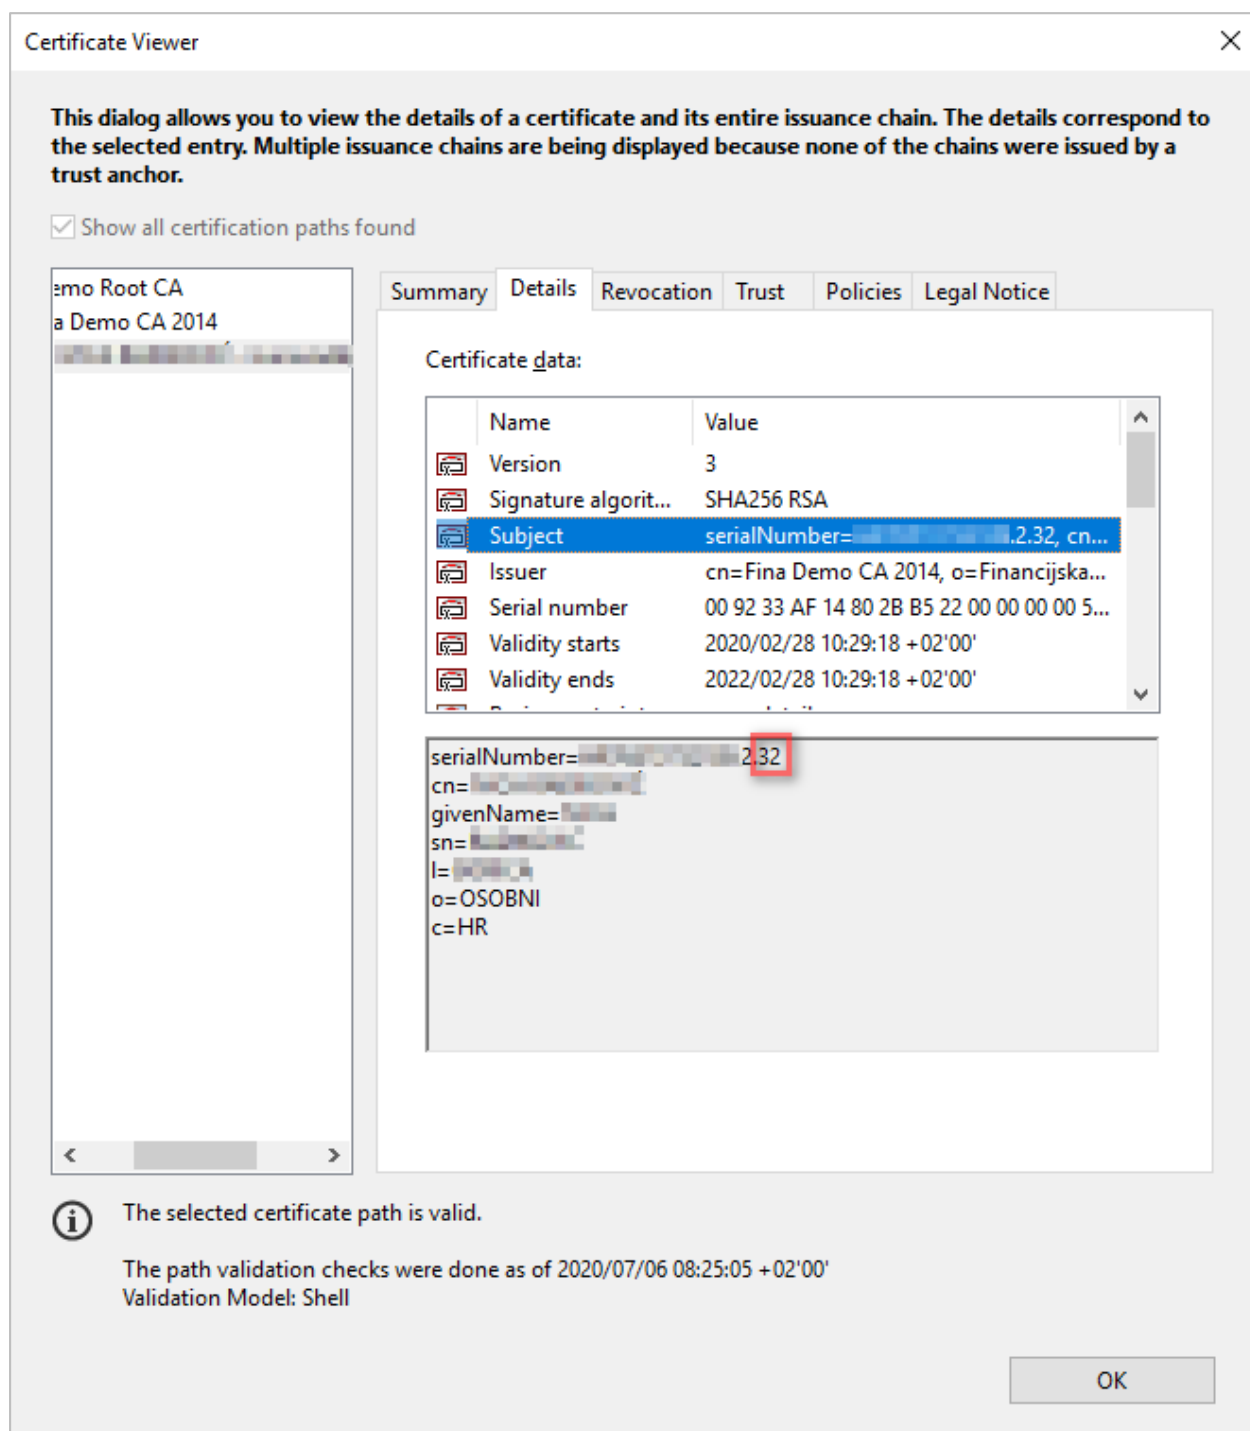 Certificate Viewer
This dialog allows you to view the details of a certificate and its entire issuance chain. The details correspond to
the selected entry. Multiple issuance chains are being displayed because none of the chains were issued by a
trust anchor.
Show all certification paths found
emo Root CA
a Demo CA 2014
Summary Details Revocation Trust Policies Legal Notice
Certificate data:
Name Value
Version 3
Signature algorit... SHA256 RSA
Subject serialNumber= .2.32, cn...
Issuer cn=Fina Demo CA 2014, o=Financijska...
Serial number 00 92 33 AF 14 80 2B B5 22 00 00 00 00 5...
Validity starts 2020/02/28 10:29:18 +02'00'
Validity ends 2022/02/28 10:29:18 +02'00'
serialNumber= 2.32
cn=
givenName=
sn=
l=
o=OSOBNI
c=HR
The selected certificate path is valid.
The path validation checks were done as of 2020/07/06 08:25:05 +02'00'
Validation Model: Shell
OK